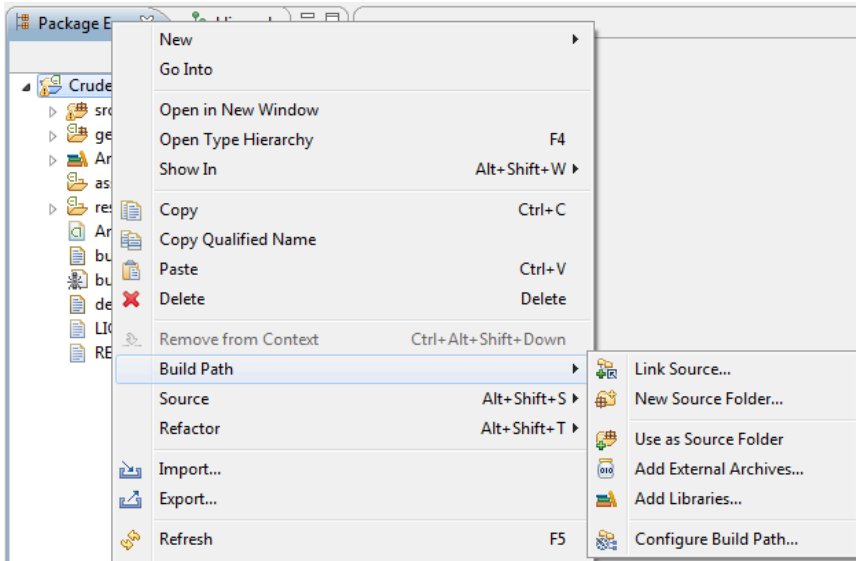 Package E
New
Go Into
Crude
src
Open in New Window
ge
Open Type Hierarchy F4
Ar
Show In Alt+Shift+W
as
res
Copy Ctrl+C
Ar
Copy Qualified Name
bu
Paste Ctrl+V
bu
Delete Delete
de
LIC
Remove from Context Ctrl+Alt+Shift+Down
RE
Build Path
Source Alt+Shift+S
Refactor Alt+Shift+T
Import...
Export...
Refresh F5
Link Source...
New Source Folder...
Use as Source Folder
Add External Archives...
Add Libraries...
Configure Build Path...